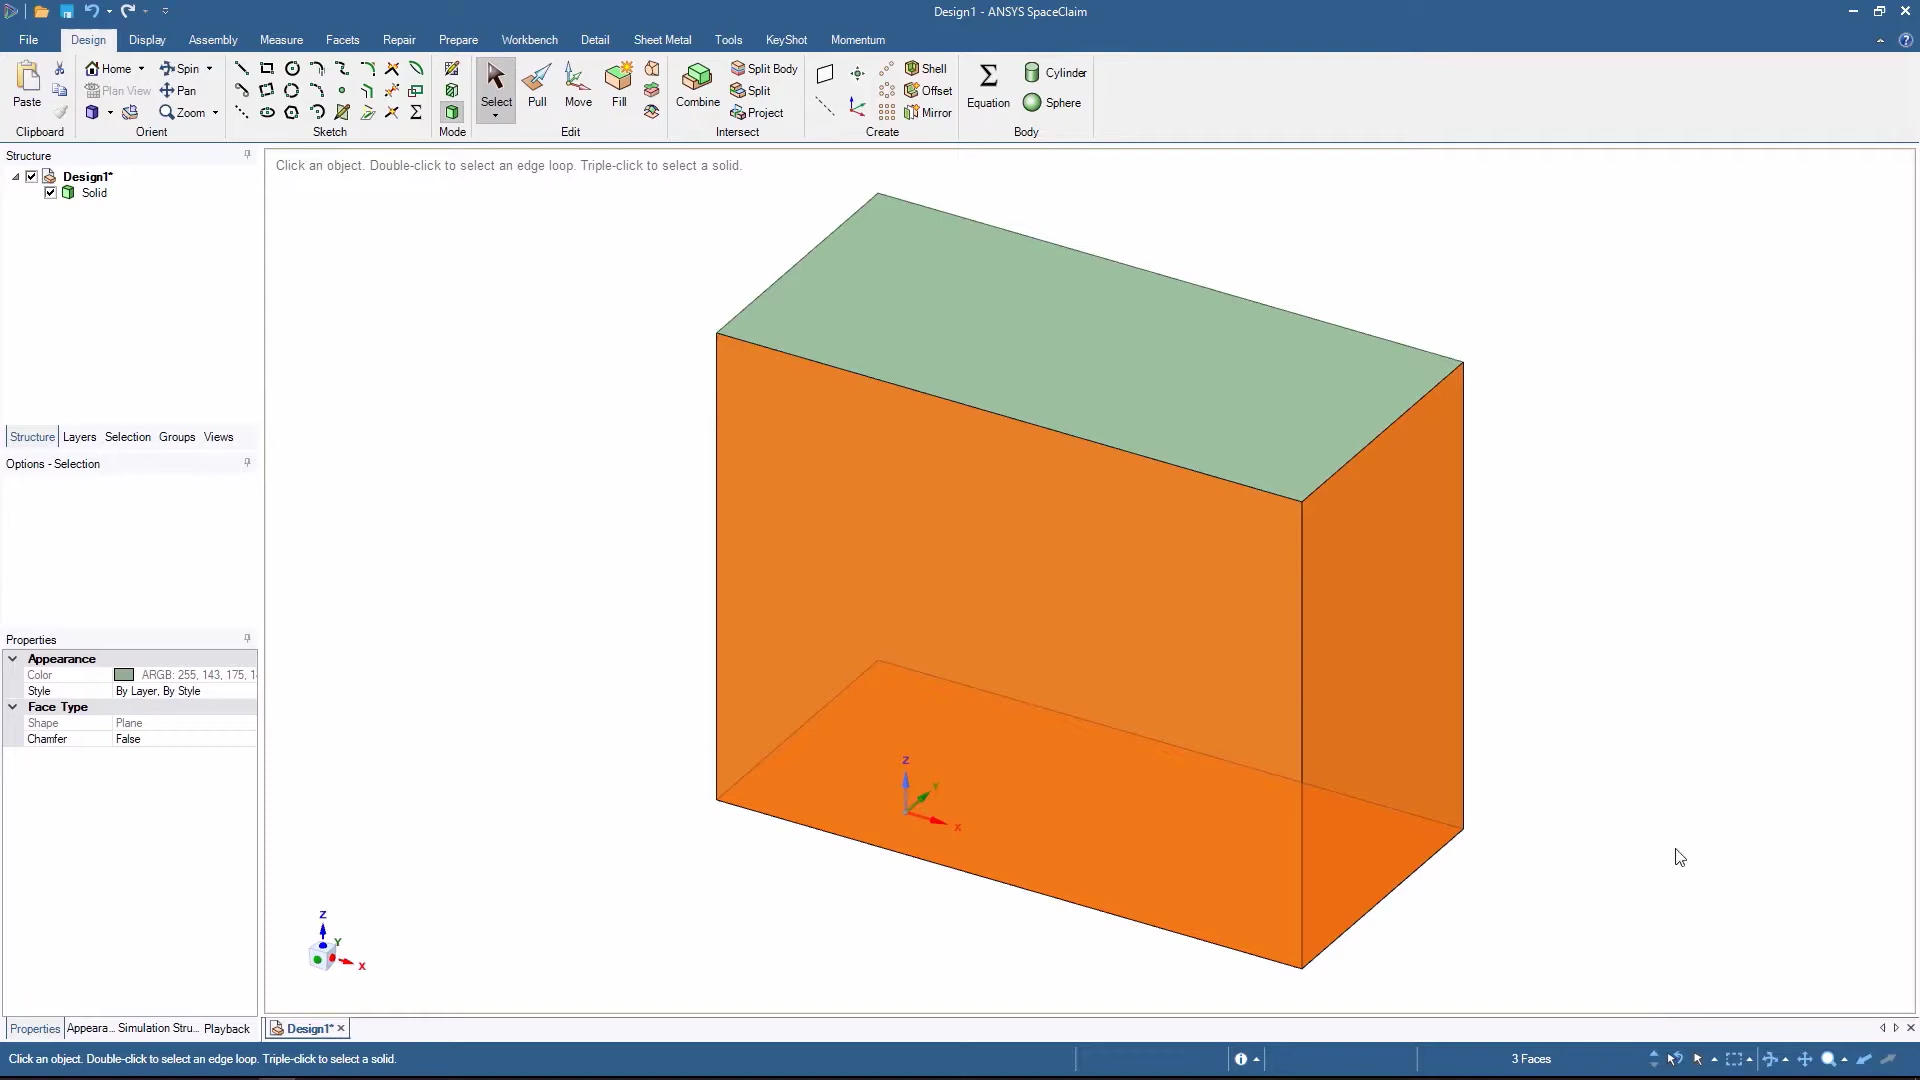 Design1 - ANSYS SpaceClaim
File Design Display Assembly Measure Facets Repair Prepare Workbench Detail Sheet Metal Tools KeyShot Momentum
Paste
Clipboard
Home Spin
Plan View Pan
Zoom
Orient
Sketch
Mode
Select Pull Move Fill
Edit
Combine
Split Body
Split
Project
Intersect
Shell
Offset
Mirror
Create
Equation
Cylinder
Sphere
Body
Structure
Design1*
Solid
Structure Layers Selection Groups Views
Options - Selection
Properties
Appearance
Color ARGB: 255, 143, 175,
Style By Layer, By Style
Face Type
Shape Plane
Chamfer False
Properties Appeara... Simulation Stru... Playback
Click an object. Double-click to select an edge loop. Triple-click to select a solid.
Z
Y
X
Z
Y
X
Design1*
Click an object. Double-click to select an edge loop. Triple-click to select a solid.
3 Faces